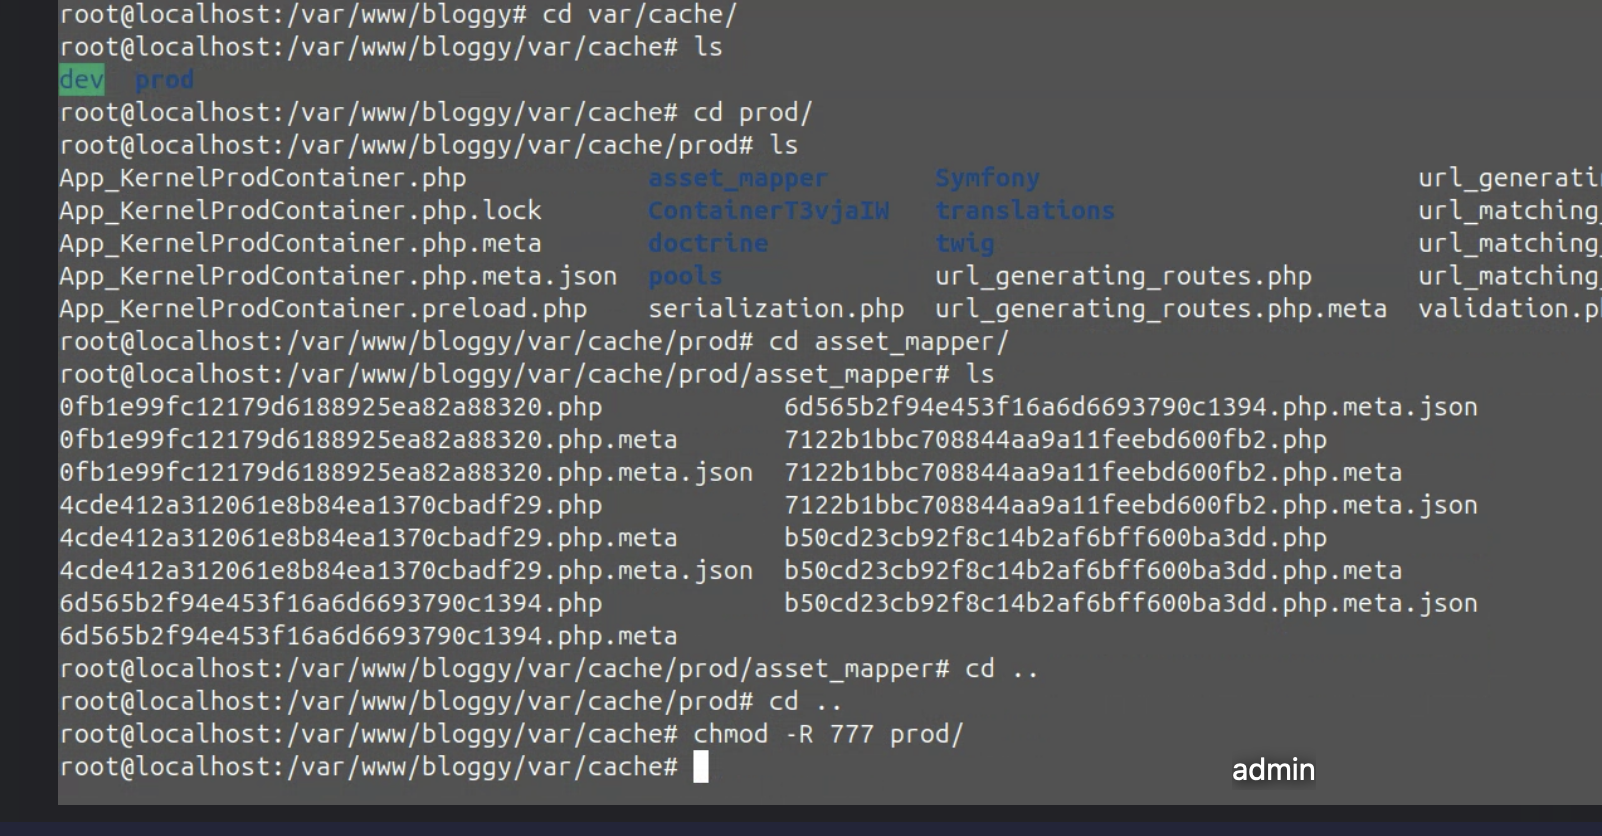 root@localhost:/var/www/bloggy# cd var/cache/
root@localhost:/var/www/bloggy/var/cache# ls
dev  prod
root@localhost:/var/www/bloggy/var/cache# cd prod/
root@localhost:/var/www/bloggy/var/cache/prod# ls
App_KernelProdContainer.php  asset_mapper  Symfony  url_generati
App_KernelProdContainer.php.lock  ContainerT3vjaIW  translations  url_matching_
App_KernelProdContainer.php.meta  doctrine  twig  url_matching_
App_KernelProdContainer.php.meta.json  pools  url_generating_routes.php  url_matching_
App_KernelProdContainer.preload.php  serialization.php  url_generating_routes.php.meta  validation.p
root@localhost:/var/www/bloggy/var/cache/prod# cd asset_mapper/
root@localhost:/var/www/bloggy/var/cache/prod/asset_mapper# ls
0fb1e99fc12179d6188925ea82a88320.php  6d565b2f94e453f16a6d6693790c1394.php.meta.json
0fb1e99fc12179d6188925ea82a88320.php.meta  7122b1bbc708844aa9a11feebd600fb2.php
0fb1e99fc12179d6188925ea82a88320.php.meta.json  7122b1bbc708844aa9a11feebd600fb2.php.meta
4cde412a312061e8b84ea1370cbadf29.php  7122b1bbc708844aa9a11feebd600fb2.php.meta.json
4cde412a312061e8b84ea1370cbadf29.php.meta  b50cd23cb92f8c14b2af6bff600ba3dd.php
4cde412a312061e8b84ea1370cbadf29.php.meta.json  b50cd23cb92f8c14b2af6bff600ba3dd.php.meta
6d565b2f94e453f16a6d6693790c1394.php  b50cd23cb92f8c14b2af6bff600ba3dd.php.meta.json
6d565b2f94e453f16a6d6693790c1394.php.meta
root@localhost:/var/www/bloggy/var/cache/prod/asset_mapper# cd ..
root@localhost:/var/www/bloggy/var/cache/prod# cd ..
root@localhost:/var/www/bloggy/var/cache# chmod -R 777 prod/
root@localhost:/var/www/bloggy/var/cache#
admin